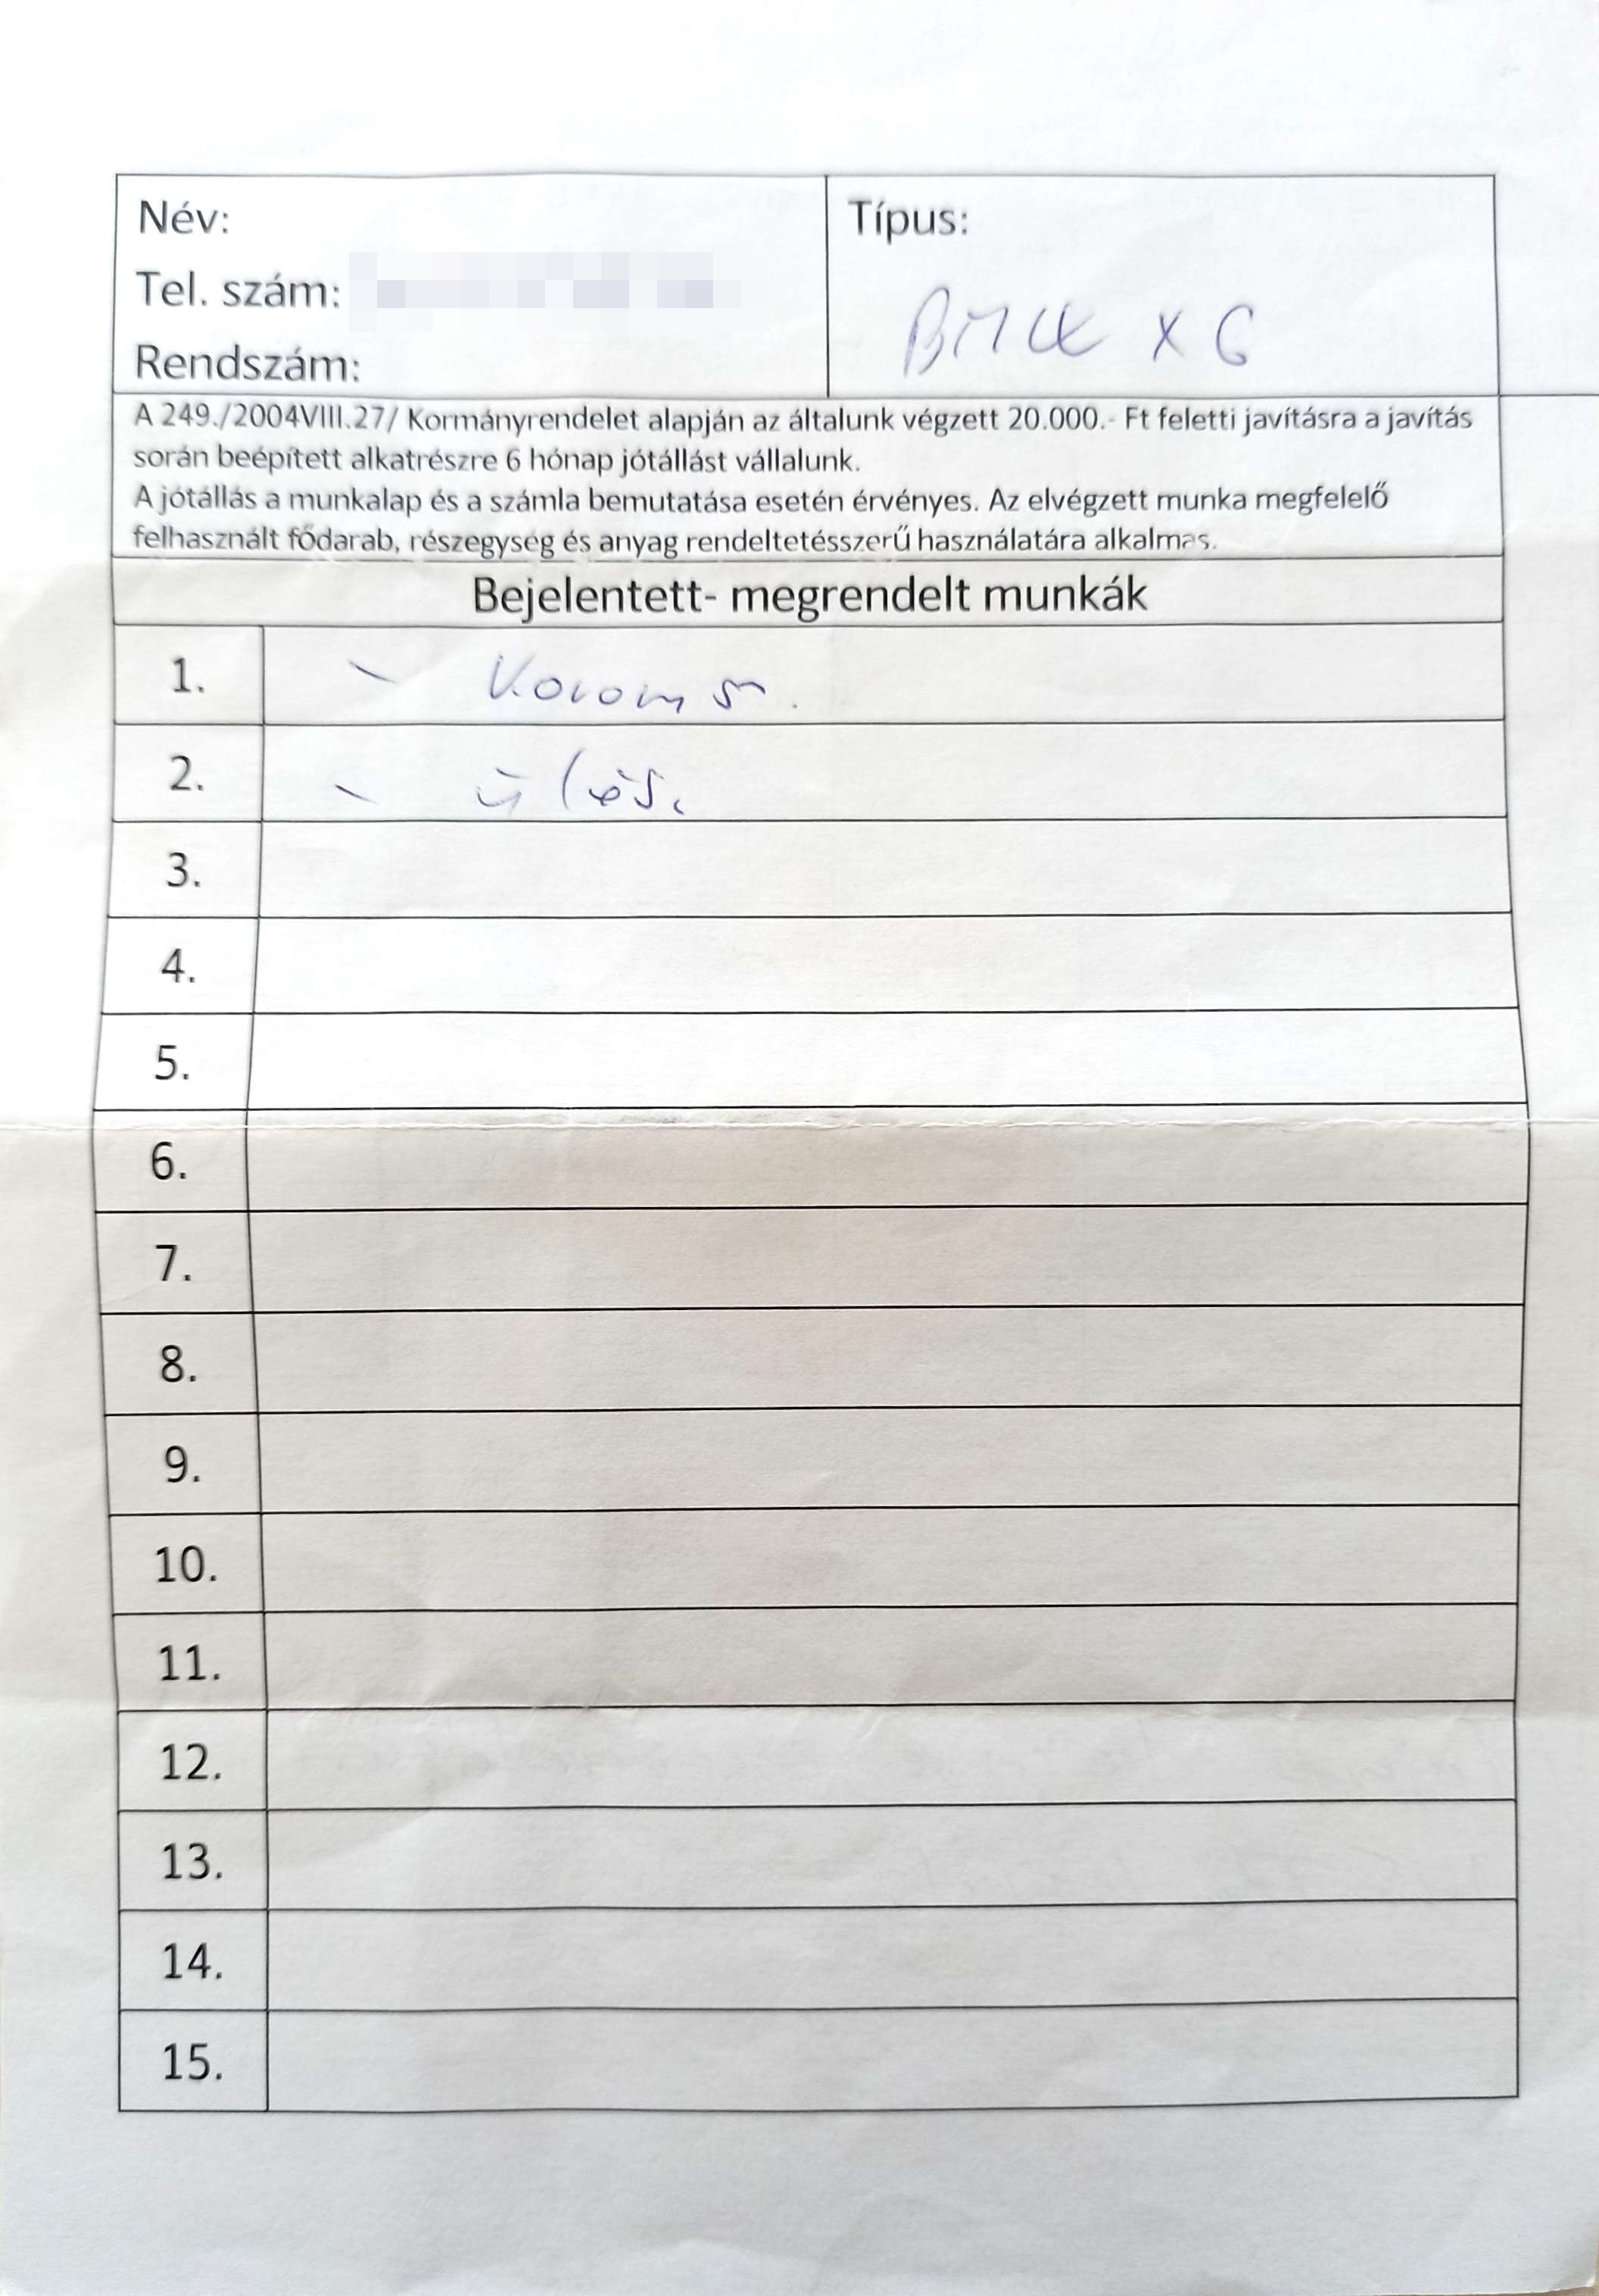 Név:
Típus:
Tel. szám:
BMW X6
Rendszám:
A 249./2004VIII.27/ Kormányrendelet alapján az általunk végzett 20.000.- Ft feletti javításra a javítás
során beépített alkatrészre 6 hónap jótállást vállalunk.
A jótállás a munkalap és a számla bemutatása esetén érvényes. Az elvégzett munka megfelelő
felhasznált fődarab, részegység és anyag rendeltetésszerű használatára alkalmas.
Bejelentett- megrendelt munkák
1. -
2. - ülés.
3.
4.
5.
6.
7.
8.
9.
10.
11.
12.
13.
14.
15.